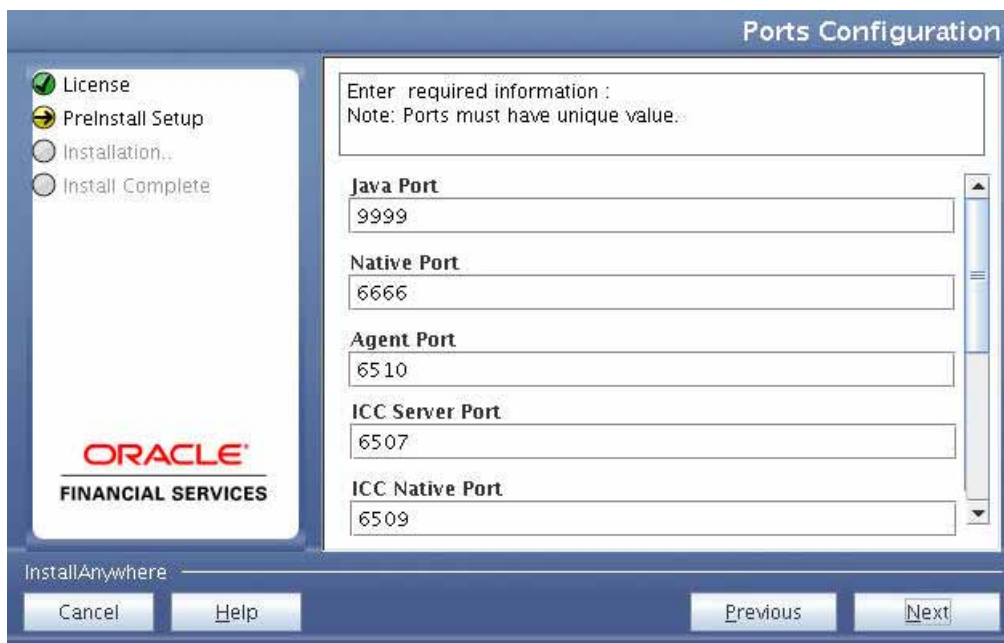 Ports Configuration
License
PreInstall Setup
Installation..
Install Complete
ORACLE
FINANCIAL SERVICES
Enter required information :
Note: Ports must have unique value.
Java Port
9999
Native Port
6666
Agent Port
6510
ICC Server Port
6507
ICC Native Port
6509
InstallAnywhere
Cancel
Help
Previous
Next